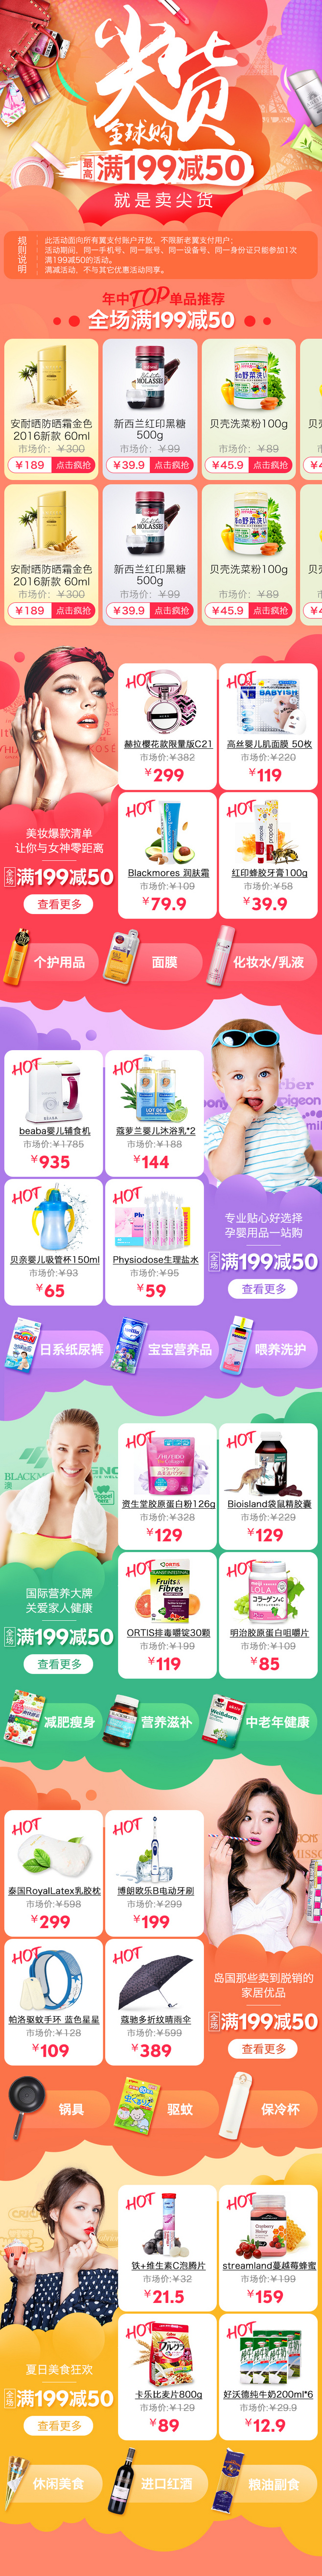 尖货
全球购
最高
满199减50
就是卖尖货
规则说明
此活动面向所有翼支付账户开放，不限新老翼支付用户；
活动期间，同一手机号、同一账号、同一设备号、同一身份证只能参加1次
满199减50的活动。
满减活动，不与其它优惠活动同享。
年中TOP单品推荐
全场满199减50
安耐晒防晒霜金色
2016新款 60ml
市场价：￥300
￥189 点击疯抢
新西兰红印黑糖
500g
市场价：￥99
￥39.9 点击疯抢
贝壳洗菜粉100g
市场价：￥89
￥45.9 点击疯抢
安耐晒防晒霜金色
2016新款 60ml
市场价：￥300
￥189 点击疯抢
新西兰红印黑糖
500g
市场价：￥99
￥39.9 点击疯抢
贝壳洗菜粉100g
市场价：￥89
￥45.9 点击疯抢
美妆爆款清单
让你与女神零距离
全场满199减50
查看更多
HOT
赫拉樱花款限量版C21
市场价:￥382
￥299
HOT
BABYISH
高丝婴儿肌面膜 50枚
市场价:￥220
￥119
HOT
Blackmores 润肤霜
市场价:￥109
￥79.9
HOT
propolis
红印蜂胶牙膏100g
市场价:￥58
￥39.9
个护用品
面膜
化妆水/乳液
HOT
beaba婴儿辅食机
市场价:￥1785
￥935
HOT
LOT DE 2
蔻萝兰婴儿沐浴乳*2
市场价:￥188
￥144
HOT
贝亲婴儿吸管杯150ml
市场价:￥93
￥65
HOT
Physiodose生理盐水
市场价:￥95
￥59
pigeon
专业贴心好选择
孕婴用品一站购
全场满199减50
查看更多
日系纸尿裤
宝宝营养品
喂养洗护
国际营养大牌
关爱家人健康
全场满199减50
查看更多
HOT
资生堂胶原蛋白粉126g
市场价:￥328
￥129
HOT
Bioisland袋鼠精胶囊
市场价:￥229
￥129
HOT
ORTIS
Fruits&
Fibres
ORTIS排毒嚼锭30颗
市场价:￥199
￥119
HOT
コラーゲン+C
明治胶原蛋白咀嚼片
市场价:￥109
￥85
减肥瘦身
营养滋补
中老年健康
HOT
泰国RoyalLatex乳胶枕
市场价:￥598
￥299
HOT
博朗欧乐B电动牙刷
市场价:￥299
￥199
HOT
帕洛驱蚊手环 蓝色星星
市场价:￥128
￥109
HOT
蔻驰多折纹晴雨伞
市场价:￥599
￥389
岛国那些卖到脱销的
家居优品
全场满199减50
查看更多
锅具
驱蚊
保冷杯
夏日美食狂欢
全场满199减50
查看更多
HOT
铁+维生素C泡腾片
市场价:￥32
￥21.5
HOT
streamland蔓越莓蜂蜜
市场价:￥199
￥159
HOT
フルグラ
卡乐比麦片800g
市场价:￥129
￥89
HOT
好沃德纯牛奶200ml*6
市场价:￥29.9
￥12.9
休闲美食
进口红酒
粮油副食